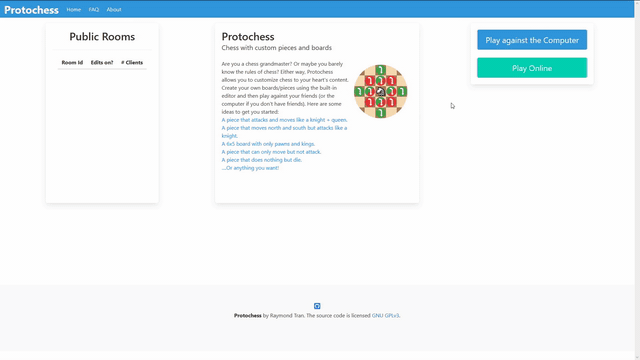 Protochess Home FAQ About
Public Rooms
Room Id Edits on? # Clients
Protochess
Chess with custom pieces and boards
Are you a chess grandmaster? Or maybe you barely
know the rules of chess? Either way, Protochess
allows you to customize chess to your heart's content.
Create your own boards/pieces using the built-in
editor and then play against your friends (or the
computer if you don't have friends). Here are some
ideas to get you started:
A piece that attacks and moves like a knight + queen.
A piece that moves north and south but attacks like a
knight.
A 6x5 board with only pawns and kings.
A piece that can only move but not attack.
A piece that does nothing but die.
...Or anything you want!
Play against the Computer
Play Online
Protochess by Raymond Tran. The source code is licensed GNU GPLv3.